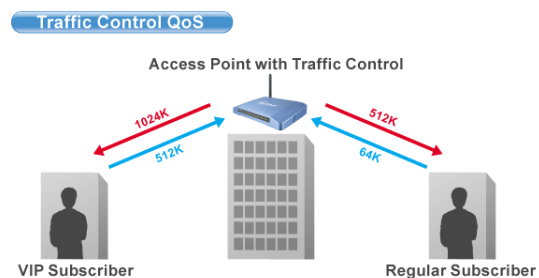 Traffic Control QoS
Access Point with Traffic Control
1024K
512K
512K
64K
VIP Subscriber
Regular Subscriber